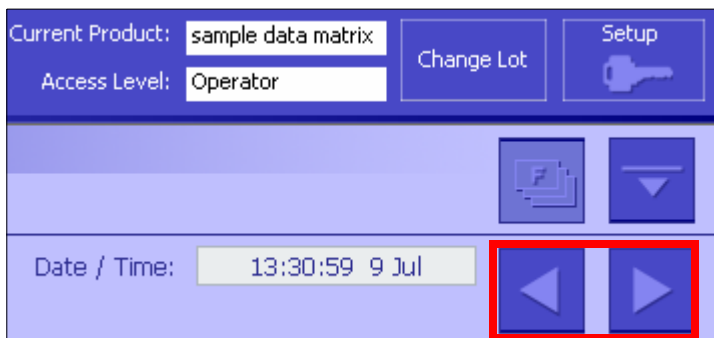 Current Product: sample data matrix
Change Lot
Setup
Access Level: Operator
F
Date / Time: 13:30:59 9 Jul